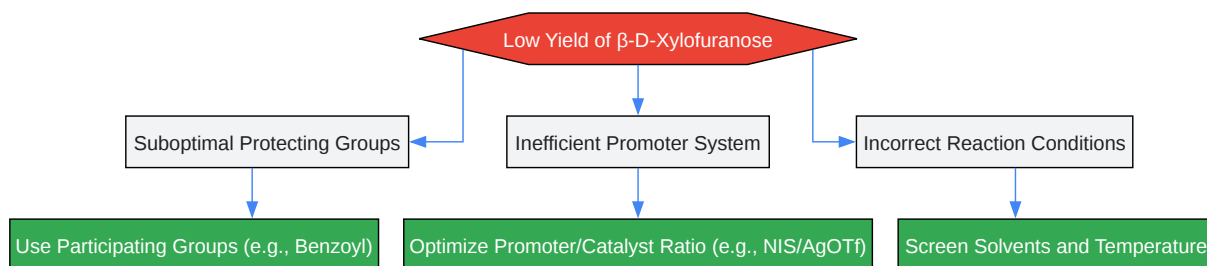 Low Yield of β-D-Xylofuranose
Suboptimal Protecting Groups
Inefficient Promoter System
Incorrect Reaction Conditions
Use Participating Groups (e.g., Benzoyl)
Optimize Promoter/Catalyst Ratio (e.g., NIS/AgOTf)
Screen Solvents and Temperature